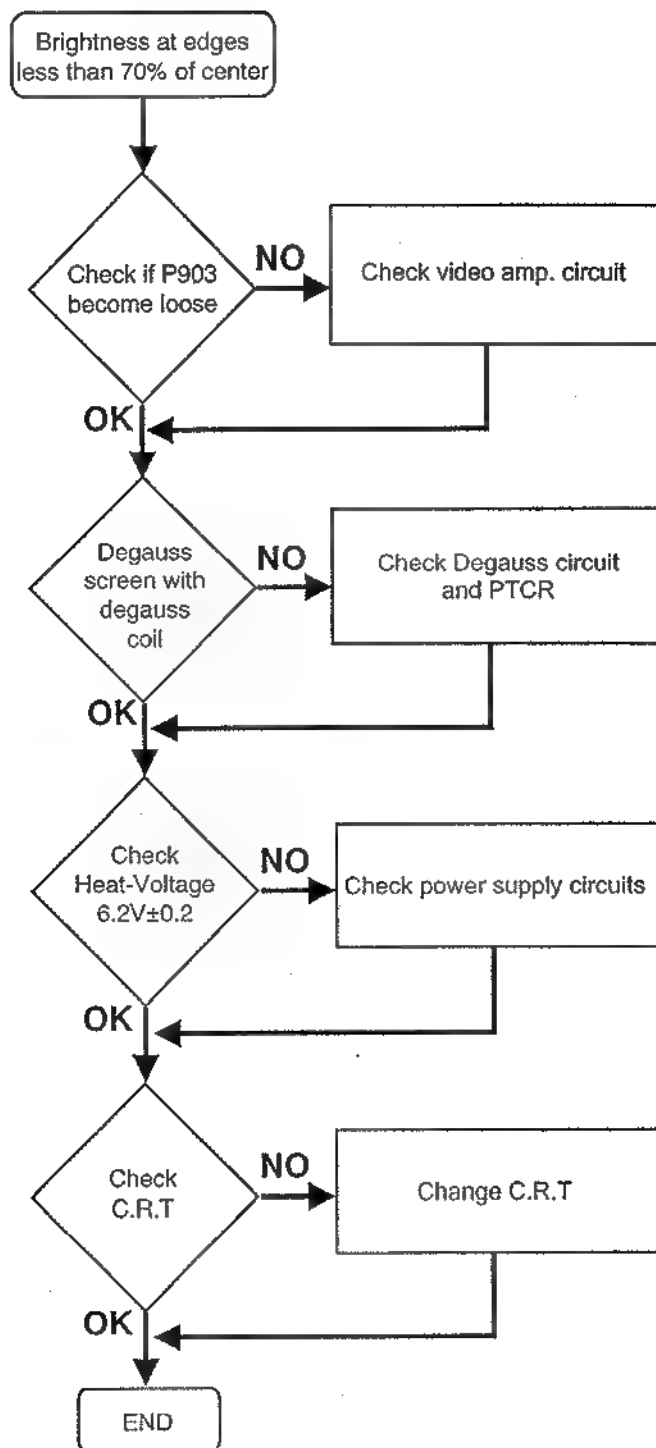 Brightness at edges
less than 70% of center
Check if P903
become loose
NO
Check video amp. circuit
OK
Degauss
screen with
degauss
coil
NO
Check Degauss circuit
and PTCR
OK
Check
Heat-Voltage
6.2V±0.2
NO
Check power supply circuits
OK
Check
C.R.T
NO
Change C.R.T
OK
END